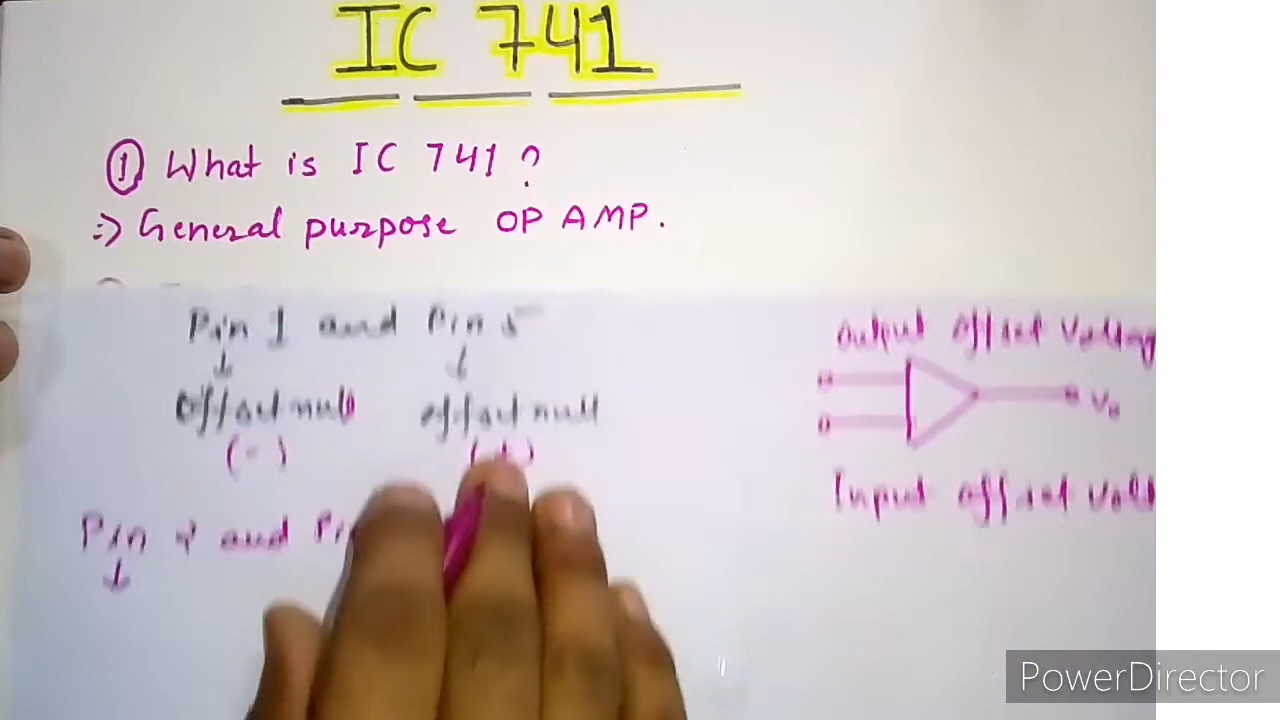 IC 741
① What is IC 741?
=> General purpose OP AMP.
Pin 1 and Pin 5
↓ ↓
Offset null offset null
(-) (+)
Output offset Voltag
Vo
Input offset Volt
Pin and
↓
PowerDirector